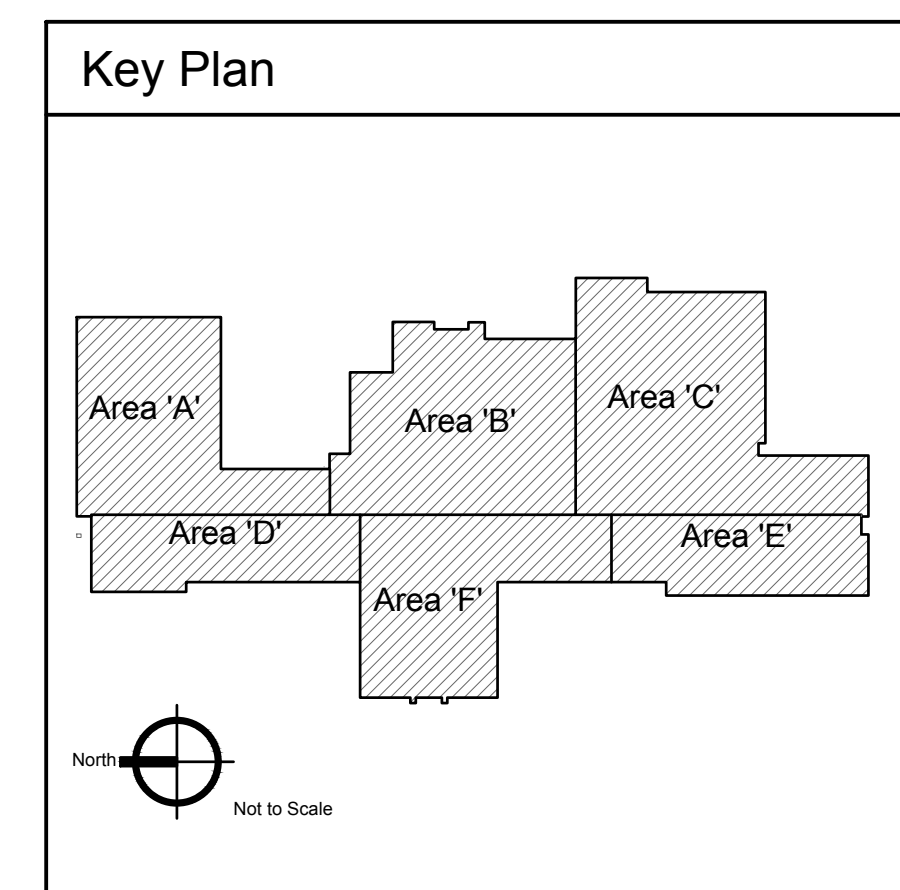 Key Plan
Area 'A'
Area 'B'
Area 'C'
Area 'D'
Area 'E'
Area 'F'
North
Not to Scale